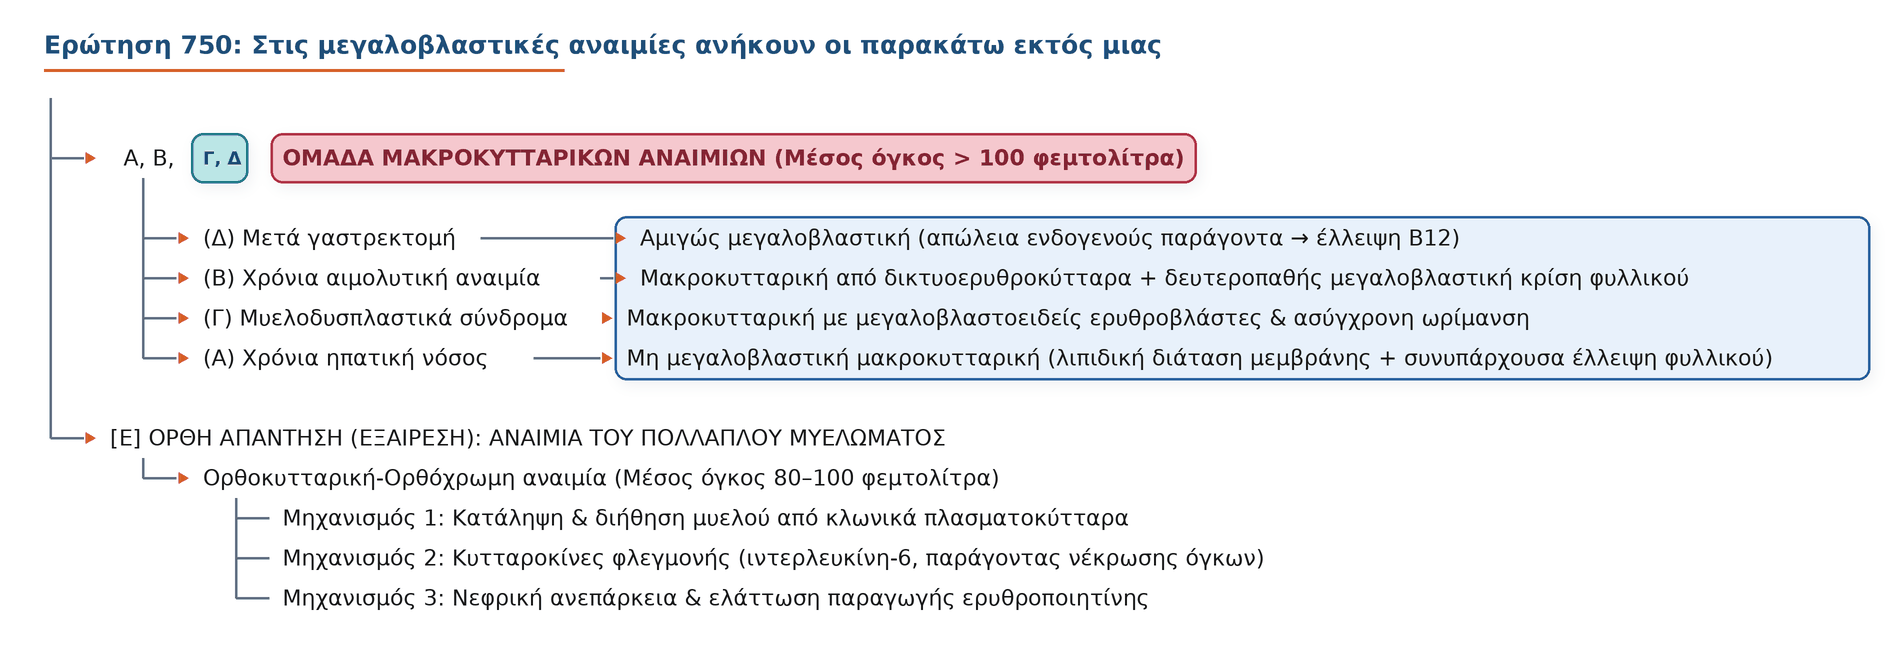 Ερώτηση 750: Στις μεγαλοβλαστικές αναιμίες ανήκουν οι παρακάτω εκτός μιας
Α, Β, Γ, Δ ΟΜΑΔΑ ΜΑΚΡΟΚΥΤΤΑΡΙΚΩΝ ΑΝΑΙΜΙΩΝ (Μέσος όγκος > 100 φεμτολίτρα)
(Δ) Μετά γαστρεκτομή Αμιγώς μεγαλοβλαστική (απώλεια ενδογενούς παράγοντα → έλλειψη Β12)
(Β) Χρόνια αιμολυτική αναιμία Μακροκυτταρική από δικτυοερυθροκύτταρα + δευτεροπαθής μεγαλοβλαστική κρίση φυλλικού
(Γ) Μυελοδυσπλαστικά σύνδρομα Μακροκυτταρική με μεγαλοβλαστοειδείς ερυθροβλάστες & ασύγχρονη ωρίμανση
(Α) Χρόνια ηπατική νόσος Μη μεγαλοβλαστική μακροκυτταρική (λιπιδική διάταση μεμβράνης + συνυπάρχουσα έλλειψη φυλλικού)
[Ε] ΟΡΘΗ ΑΠΑΝΤΗΣΗ (ΕΞΑΙΡΕΣΗ): ΑΝΑΙΜΙΑ ΤΟΥ ΠΟΛΛΑΠΛΟΥ ΜΥΕΛΩΜΑΤΟΣ
Ορθοκυτταρική-Ορθόχρωμη αναιμία (Μέσος όγκος 80–100 φεμτολίτρα)
Μηχανισμός 1: Κατάληψη & διήθηση μυελού από κλωνικά πλασματοκύτταρα
Μηχανισμός 2: Κυτταροκίνες φλεγμονής (ιντερλευκίνη-6, παράγοντας νέκρωσης όγκων)
Μηχανισμός 3: Νεφρική ανεπάρκεια & ελάττωση παραγωγής ερυθροποιητίνης